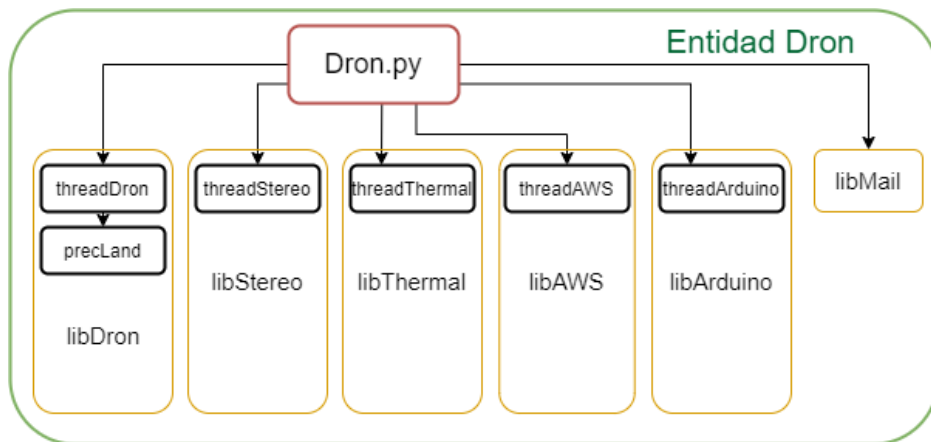 Entidad Dron
Dron.py
threadDron
threadStereo
threadThermal
threadAWS
threadArduino
libMail
precLand
libStereo
libThermal
libAWS
libArduino
libDron